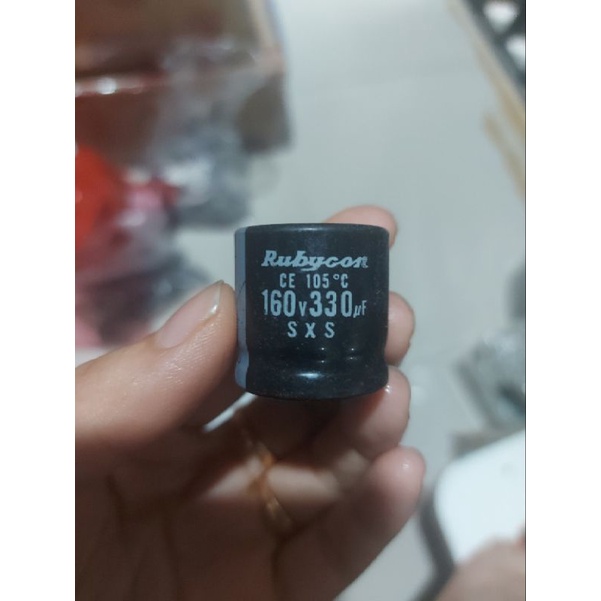 Rubycon
CE 105°C
160V330µF
SXS